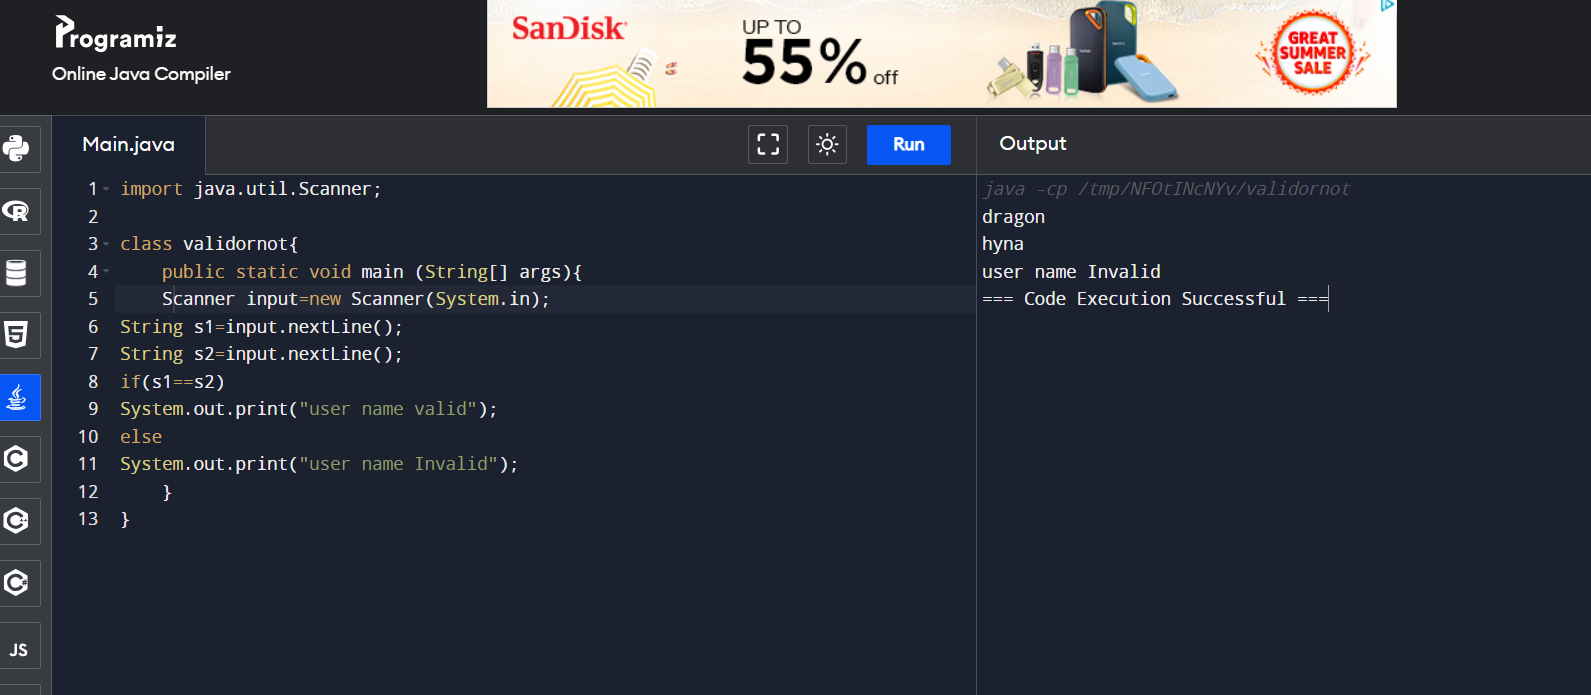 Programiz
Online Java Compiler
SanDisk
UP TO
55% off
GREAT
SUMMER
SALE
Main.java
Run
Output
1 import java.util.Scanner;
2
3 class validornot{
4     public static void main (String[] args){
5     Scanner input=new Scanner(System.in);
6 String s1=input.nextLine();
7 String s2=input.nextLine();
8 if(s1==s2)
9 System.out.print("user name valid");
10 else
11 System.out.print("user name Invalid");
12     }
13 }
java -cp /tmp/NFOtINcNYv/validornot
dragon
hyna
user name Invalid
=== Code Execution Successful ===
R
5
C
C
C
JS